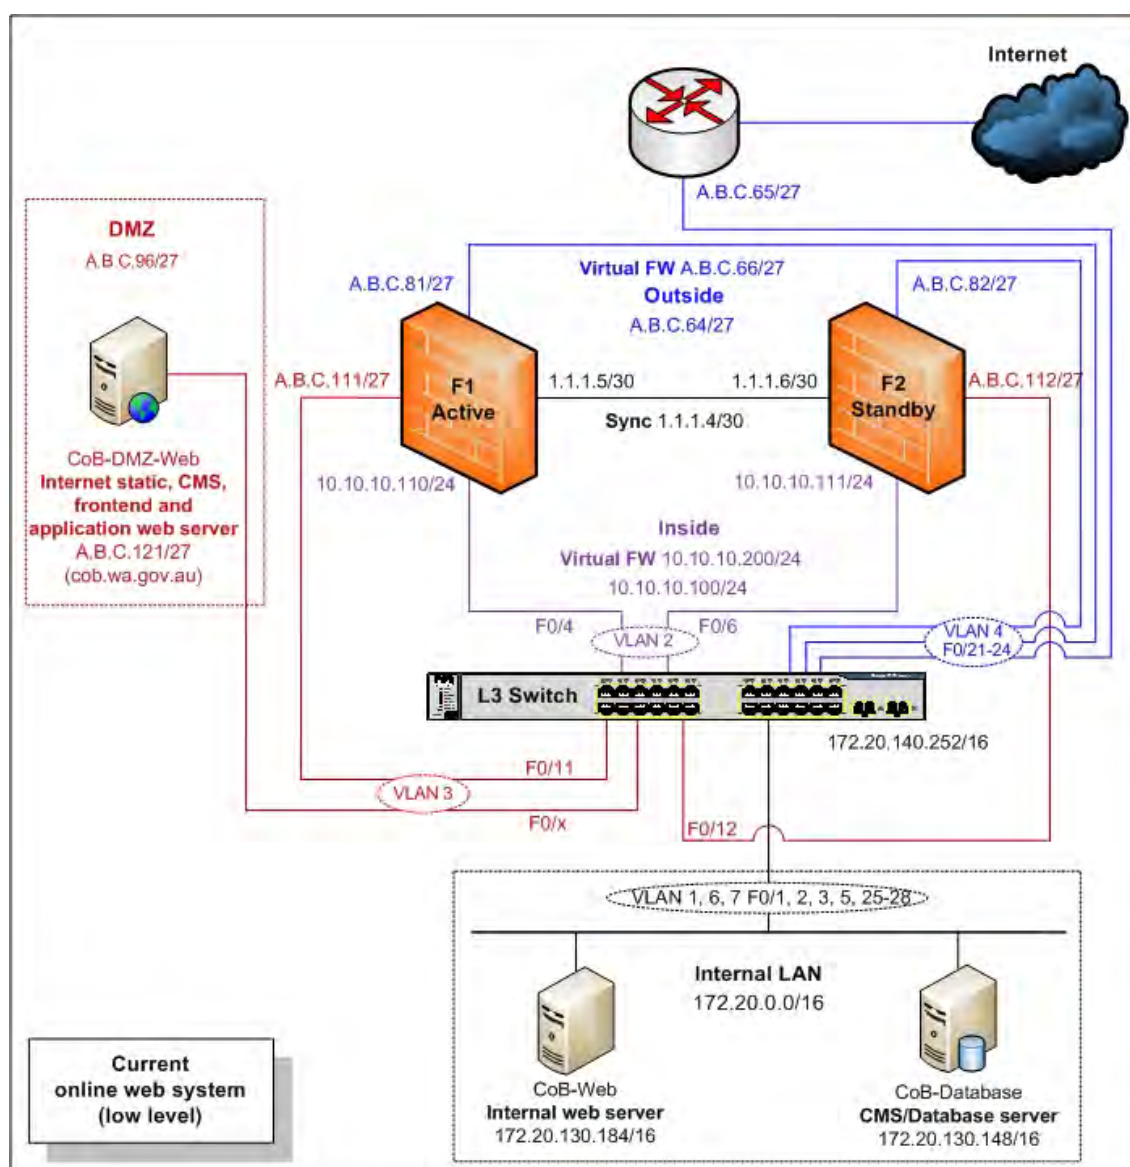 Internet
A.B.C.65/27
DMZ
A.B.C.96/27
Virtual FW A.B.C.66/27
Outside
A.B.C.64/27
A.B.C.81/27
A.B.C.82/27
A.B.C.111/27
F1
Active
1.1.1.5/30
1.1.1.6/30
Sync 1.1.1.4/30
F2
Standby
A.B.C.112/27
CoB-DMZ-Web
Internet static, CMS,
frontend and
application web server
A.B.C.121/27
(cob.wa.gov.au)
10.10.10.110/24
10.10.10.111/24
Inside
Virtual FW 10.10.10.200/24
10.10.10.100/24
F0/4
VLAN 2
F0/6
VLAN 4
F0/21-24
L3 Switch
172.20.140.252/16
F0/11
VLAN 3
F0/x
F0/12
VLAN 1, 6, 7 F0/1, 2, 3, 5, 25-28
Internal LAN
172.20.0.0/16
CoB-Web
Internal web server
172.20.130.184/16
CoB-Database
CMS/Database server
172.20.130.148/16
Current
online web system
(low level)